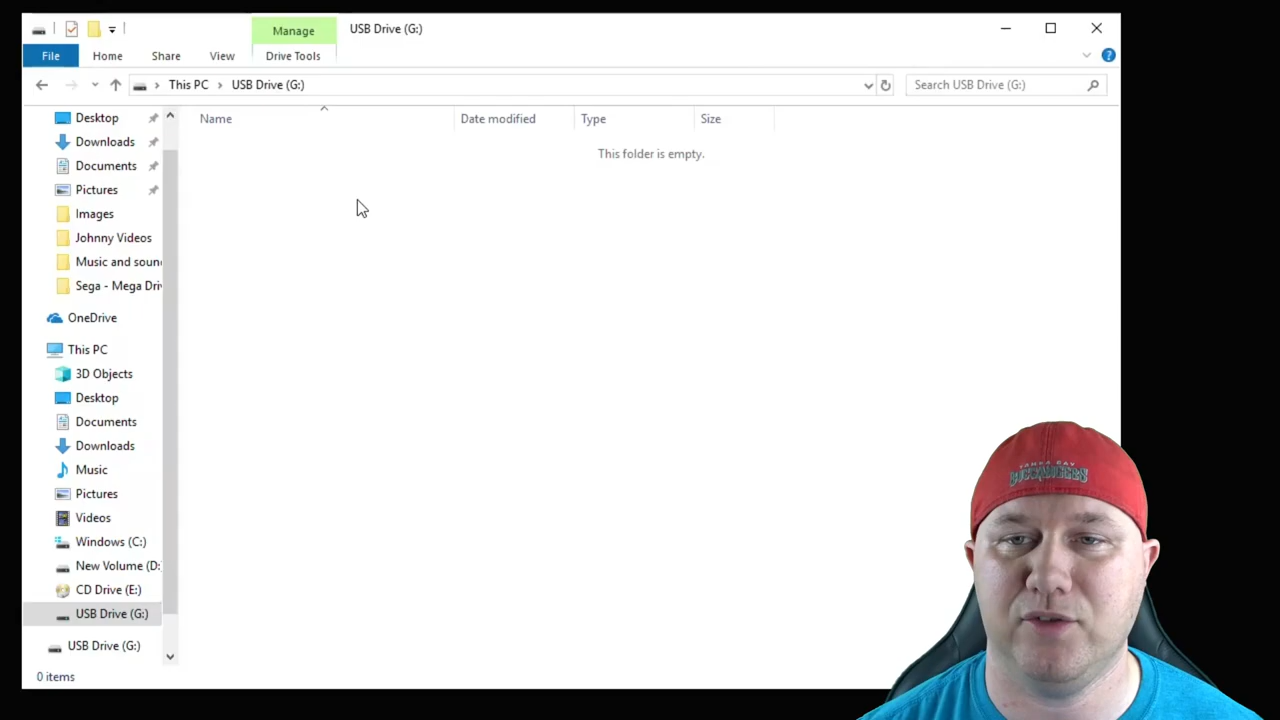 Manage
USB Drive (G:)
File
Home
Share
View
Drive Tools
This PC
USB Drive (G:)
Search USB Drive (G:)
Name
Date modified
Type
Size
This folder is empty.
Desktop
Downloads
Documents
Pictures
Images
Johnny Videos
Music and soun
Sega - Mega Dri
OneDrive
This PC
3D Objects
Desktop
Documents
Downloads
Music
Pictures
Videos
Windows (C:)
New Volume (D:
CD Drive (E:)
USB Drive (G:)
USB Drive (G:)
0 items
TAMPA BAY
BUCCANEERS